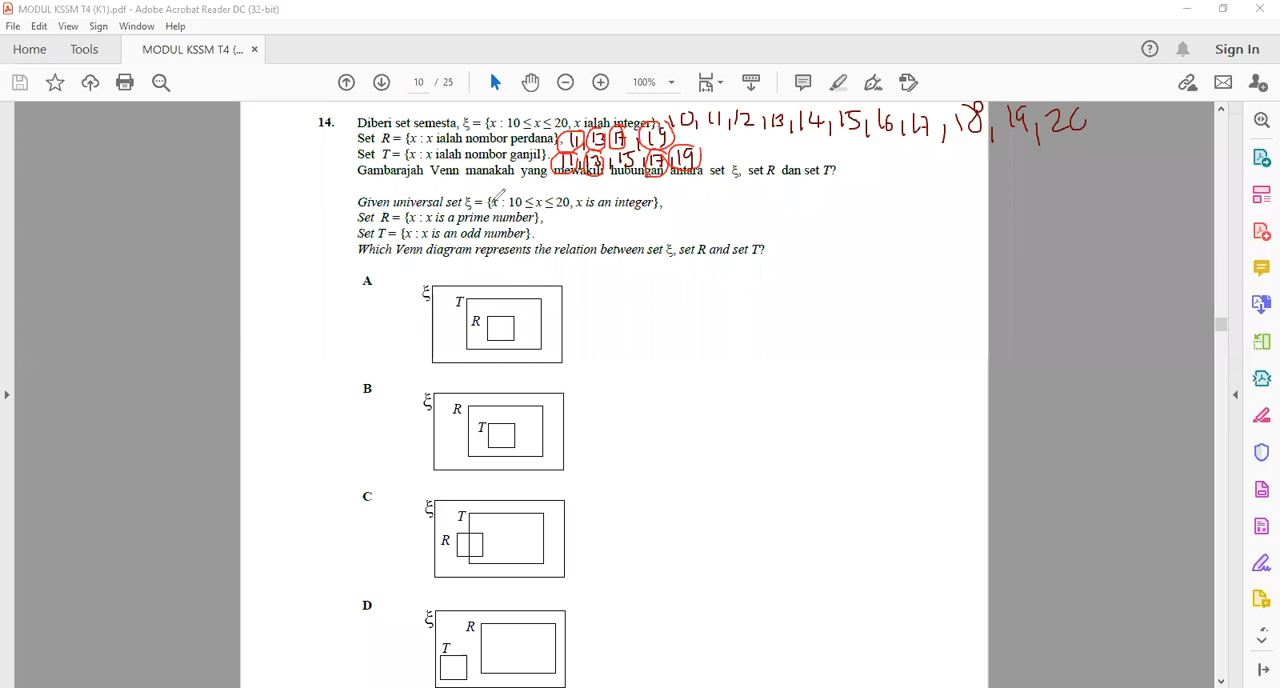 MODUL KSSM T4 (K1).pdf - Adobe Acrobat Reader DC (32-bit)
File Edit View Sign Window Help
Home Tools MODUL KSSM T4 (... × ? Sign In
10 / 25 100%
14. Diberi set semesta, ξ = {x : 10 ≤ x ≤ 20, x ialah integer}, 10, 11, 12, 13, 14, 15, 16, 17, 18, 19, 20
Set R = {x : x ialah nombor perdana}, 11, 13, 17, 19
Set T = {x : x ialah nombor ganjil}. 11, 13, 15, 17, 19
Gambarajah Venn manakah yang mewakili hubungan antara set ξ, set R dan set T?
Given universal set ξ = {x : 10 ≤ x ≤ 20, x is an integer},
Set R = {x : x is a prime number},
Set T = {x : x is an odd number}.
Which Venn diagram represents the relation between set ξ, set R and set T?
A
ξ
T
R
B
ξ
R
T
C
ξ
T
R
D
ξ
R
T